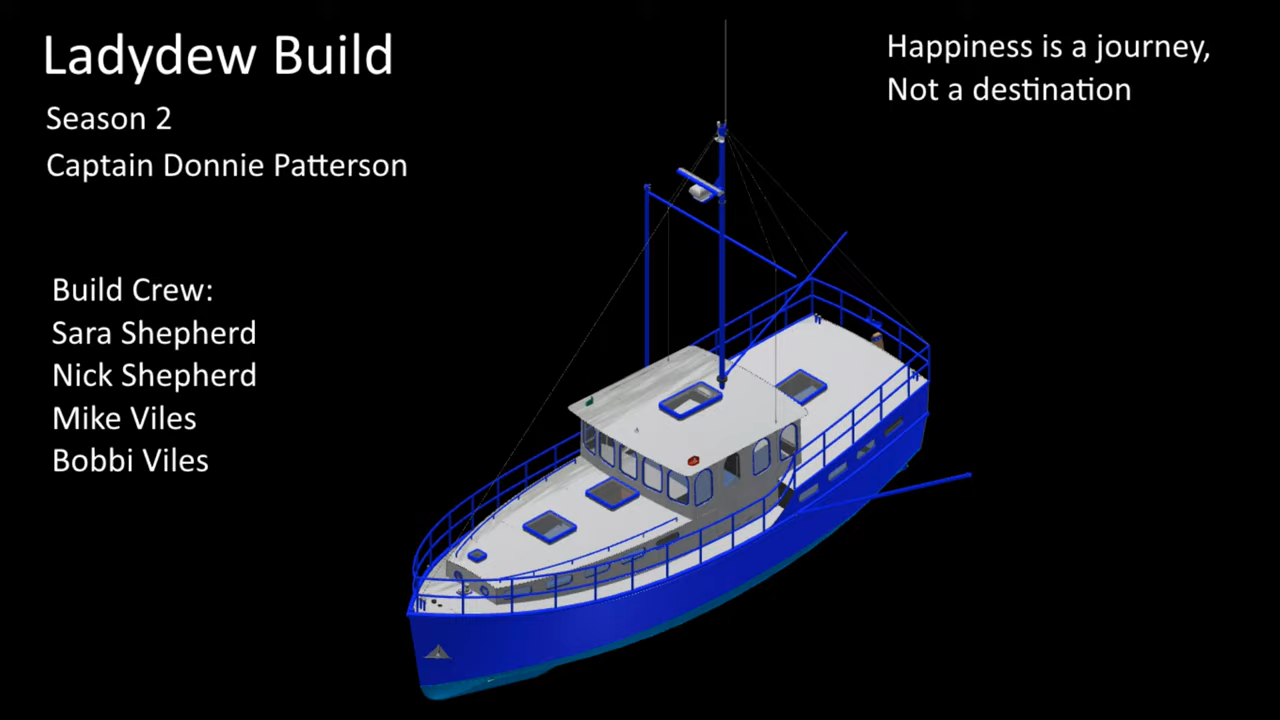 Ladydew Build
Season 2
Captain Donnie Patterson
Happiness is a journey,
Not a destination
Build Crew:
Sara Shepherd
Nick Shepherd
Mike Viles
Bobbi Viles